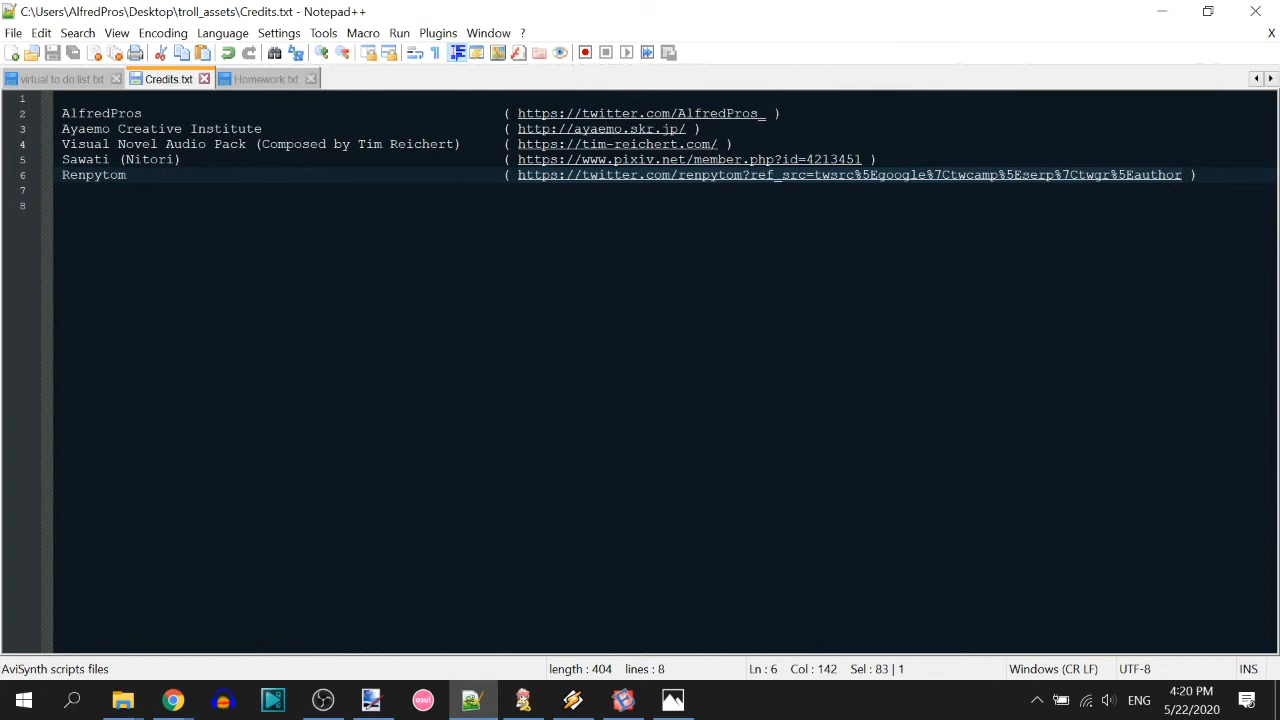 C:\Users\AlfredPros\Desktop\troll_assets\Credits.txt - Notepad++
File Edit Search View Encoding Language Settings Tools Macro Run Plugins Window ? X
virtual to do list.txt Credits.txt Homework.txt
1
2 AlfredPros ( https://twitter.com/AlfredPros_ )
3 Ayaemo Creative Institute ( http://ayaemo.skr.jp/ )
4 Visual Novel Audio Pack (Composed by Tim Reichert) ( https://tim-reichert.com/ )
5 Sawati (Nitori) ( https://www.pixiv.net/member.php?id=4213451 )
6 Renpytom ( https://twitter.com/renpytom?ref_src=twsrc%5Egoogle%7Ctwcamp%5Eserp%7Ctwgr%5Eauthor )
7
8
AviSynth scripts files length : 404 lines : 8 Ln : 6 Col : 142 Sel : 83 | 1 Windows (CR LF) UTF-8 INS
osu! ENG 4:20 PM
5/22/2020